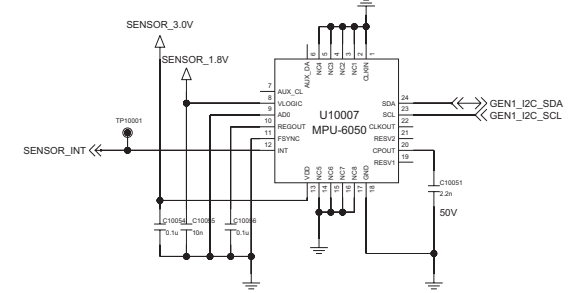 SENSOR_3.0V
SENSOR_1.8V
6
5
4
3
2
1
AUX_DA
NC4
NC3
NC2
NC1
CLKIN
7
AUX_CL
8
VLOGIC
9
AD0
10
REGOUT
11
FSYNC
12
INT
U10007
MPU-6050
SDA
24
SCL
23
CLKOUT
22
RESV2
21
CPOUT
20
RESV1
19
GEN1_I2C_SDA
GEN1_I2C_SCL
TP10001
SENSOR_INT
VDD
NC5
NC6
NC7
NC8
GND
13
14
15
16
17
18
C10051
2.2n
50V
C10054
0.1u
C10055
10n
C10056
0.1u